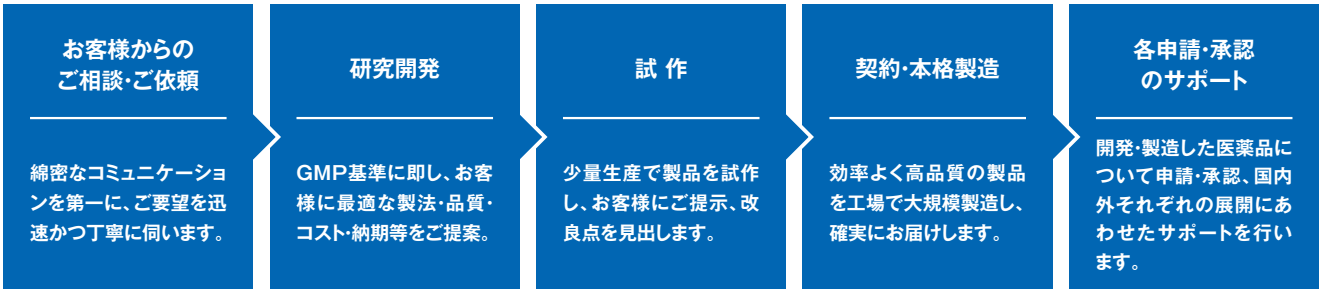 お客様からの
ご相談・ご依頼
綿密なコミュニケーショ
ンを第一に、ご要望を迅
速かつ丁寧に伺います。
研究開発
GMP基準に即し、お客
様に最適な製法・品質・
コスト・納期等をご提案。
試 作
少量生産で製品を試作
し、お客様にご提示、改
良点を見出します。
契約・本格製造
効率よく高品質の製品
を工場で大規模製造し、
確実にお届けします。
各申請・承認
のサポート
開発・製造した医薬品に
ついて申請・承認、国内
外それぞれの展開にあ
わせたサポートを行い
ます。